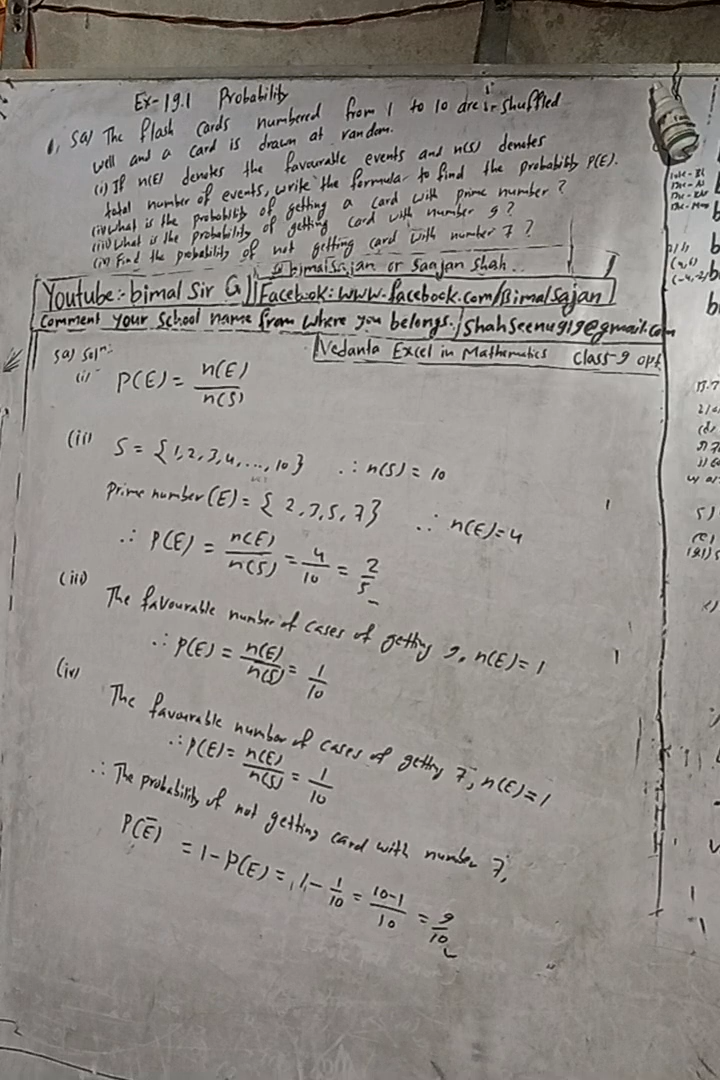 Ex-19.1 Probability
1. 5a) The flash cards numbered from 1 to 10 are shuffled
well and a card is drawn at random.
(i) If n(E) denotes the favourable events and n(S) denotes
total number of events, write the formula to find the probability P(E).
(ii) What is the probability of getting a card with prime number?
(iii) What is the probability of getting card with number 9?
(iv) Find the probability of not getting card with number 7?
bimalsajan or Saajan Shah..
Youtube:- bimal Sir G || Facebook: www.facebook.com/Bimalsajan
Comment your School name from where you belongs. / shahseenu919@gmail.com
Vedanta Excel in Mathematics class-9 opt
5a) Solⁿ:
(i) P(E) = n(E)/n(S)
(ii) S = {1,2,3,4,...,10} ∴ n(S) = 10
Prime number (E) = {2,3,5,7} ∴ n(E)=4
∴ P(E) = n(E)/n(S) = 4/10 = 2/5
(iii) The favourable number of cases of getting 9, n(E) = 1
∴ P(E) = n(E)/n(S) = 1/10
(iv) The favourable number of cases of getting 7, n(E) = 1
∴ P(E) = n(E)/n(S) = 1/10
∴ The probability of not getting card with number 7,
P(Ē) = 1 - P(E) = 1 - 1/10 = 10-1/10 = 9/10